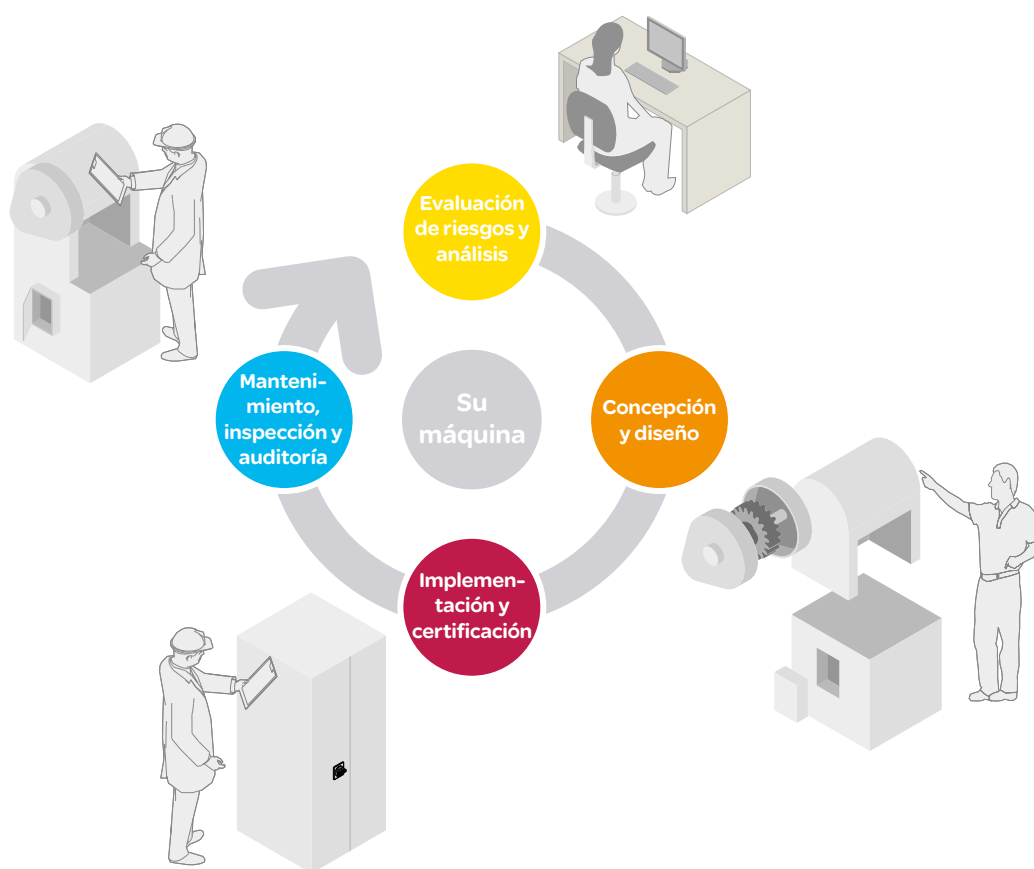 Evaluación
de riesgos y
análisis
Concepción
y diseño
Implemen-
tación y
certificación
Manteni-
miento,
inspección y
auditoría
Su
máquina